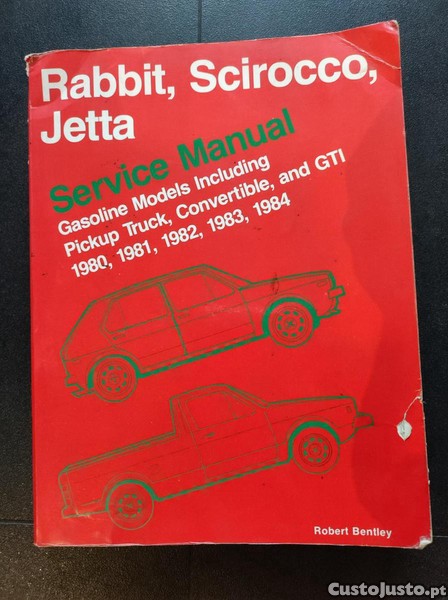 Rabbit, Scirocco,
Jetta
Service Manual
Gasoline Models Including
Pickup Truck, Convertible, and GTI
1980, 1981, 1982, 1983, 1984
Robert Bentley
CustoJusto.pt